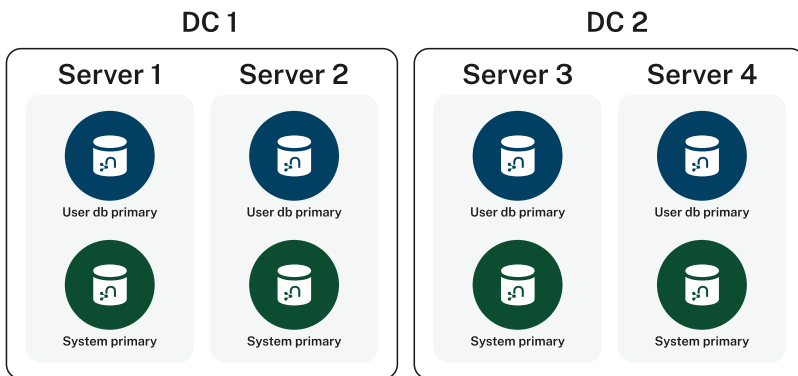 DC 1
DC 2
Server 1
Server 2
Server 3
Server 4
User db primary
User db primary
User db primary
User db primary
System primary
System primary
System primary
System primary